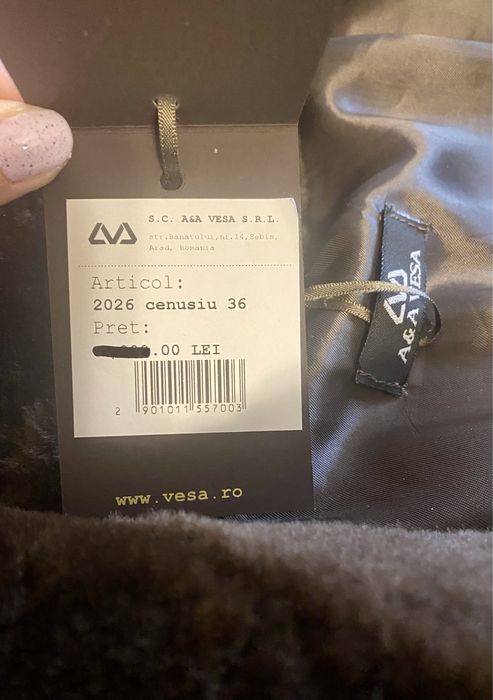 S.C. A&A VESA S.R.L.
str.Banatului,nr.14,Sebis,
Arad, Romania
Articol:
2026 cenusiu 36
Pret:
.00 LEI
2 901011 557003
www.vesa.ro
A&A VESA